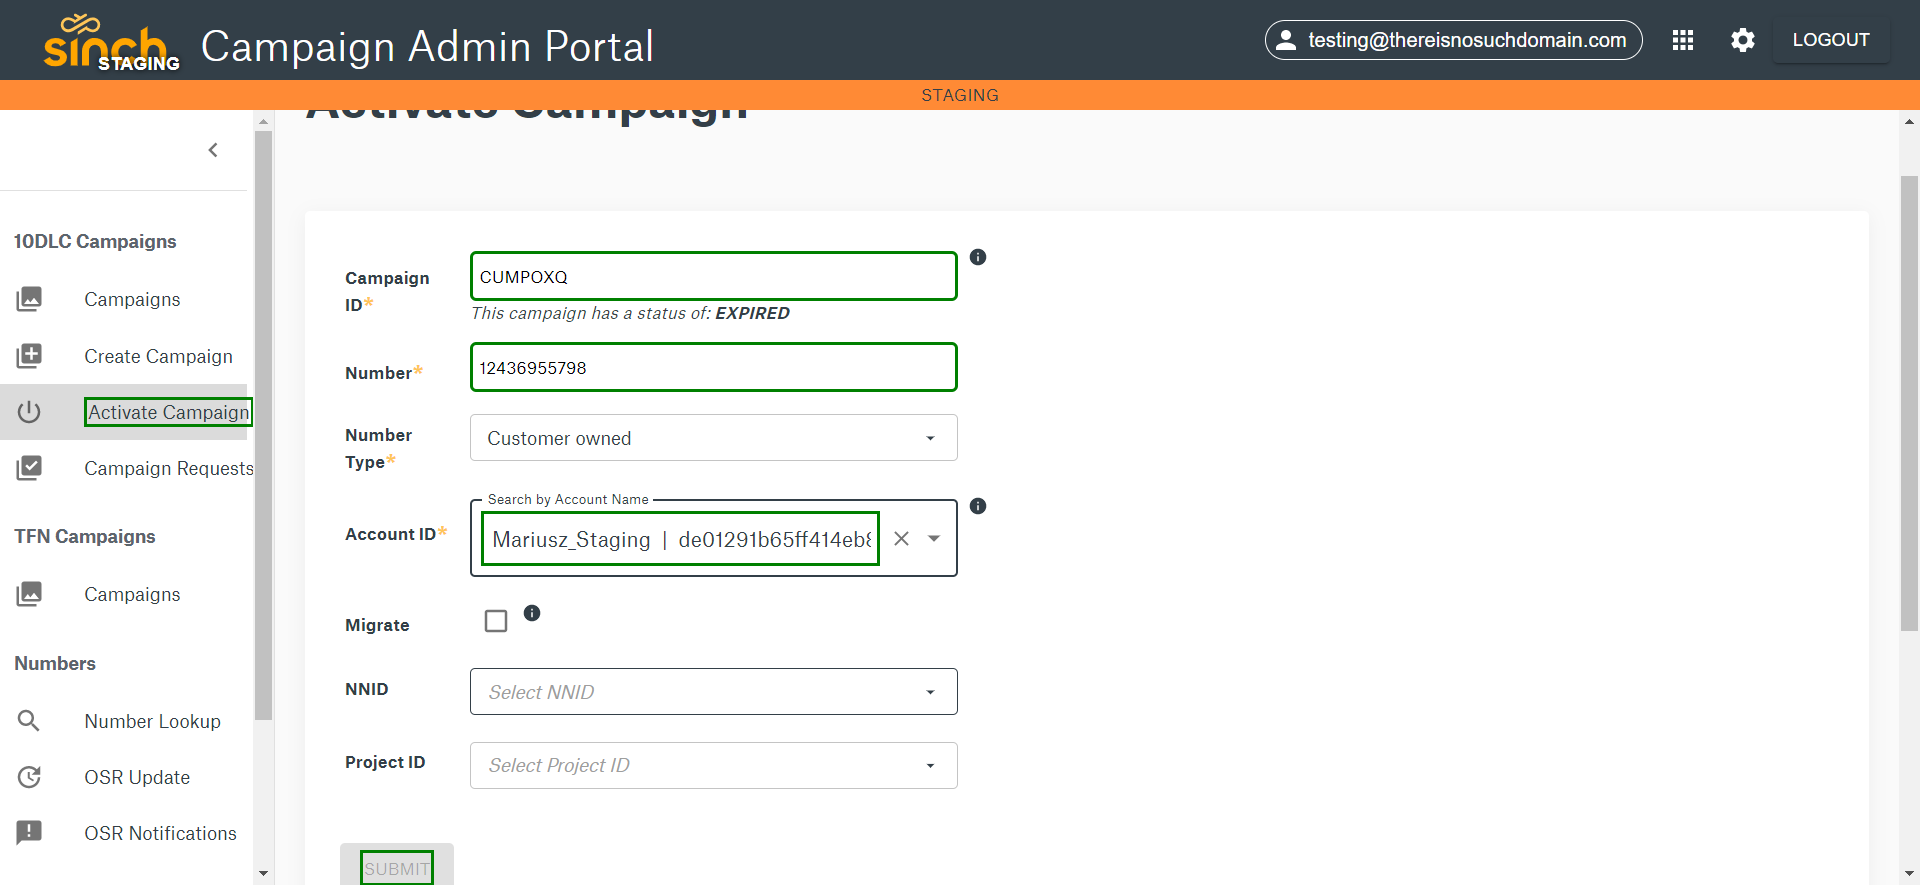 sinch
STAGING
Campaign Admin Portal
testing@thereisnosuchdomain.com
LOGOUT
STAGING
Activate Campaign
10DLC Campaigns
Campaigns
Create Campaign
Activate Campaign
Campaign Requests
TFN Campaigns
Campaigns
Numbers
Number Lookup
OSR Update
OSR Notifications
Campaign ID*
CUMPOXQ
This campaign has a status of: EXPIRED
Number*
12436955798
Number Type*
Customer owned
Account ID*
Search by Account Name
Mariusz_Staging | de01291b65ff414eb8
Migrate
NNID
Select NNID
Project ID
Select Project ID
SUBMIT